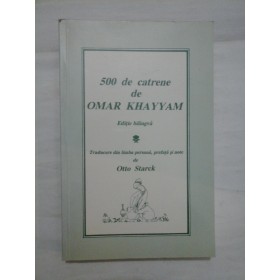 500 de catrene
de
OMAR KHAYYAM
Ediție bilingvă
Traducere din limba persană, prefață și note
de
Otto Starck